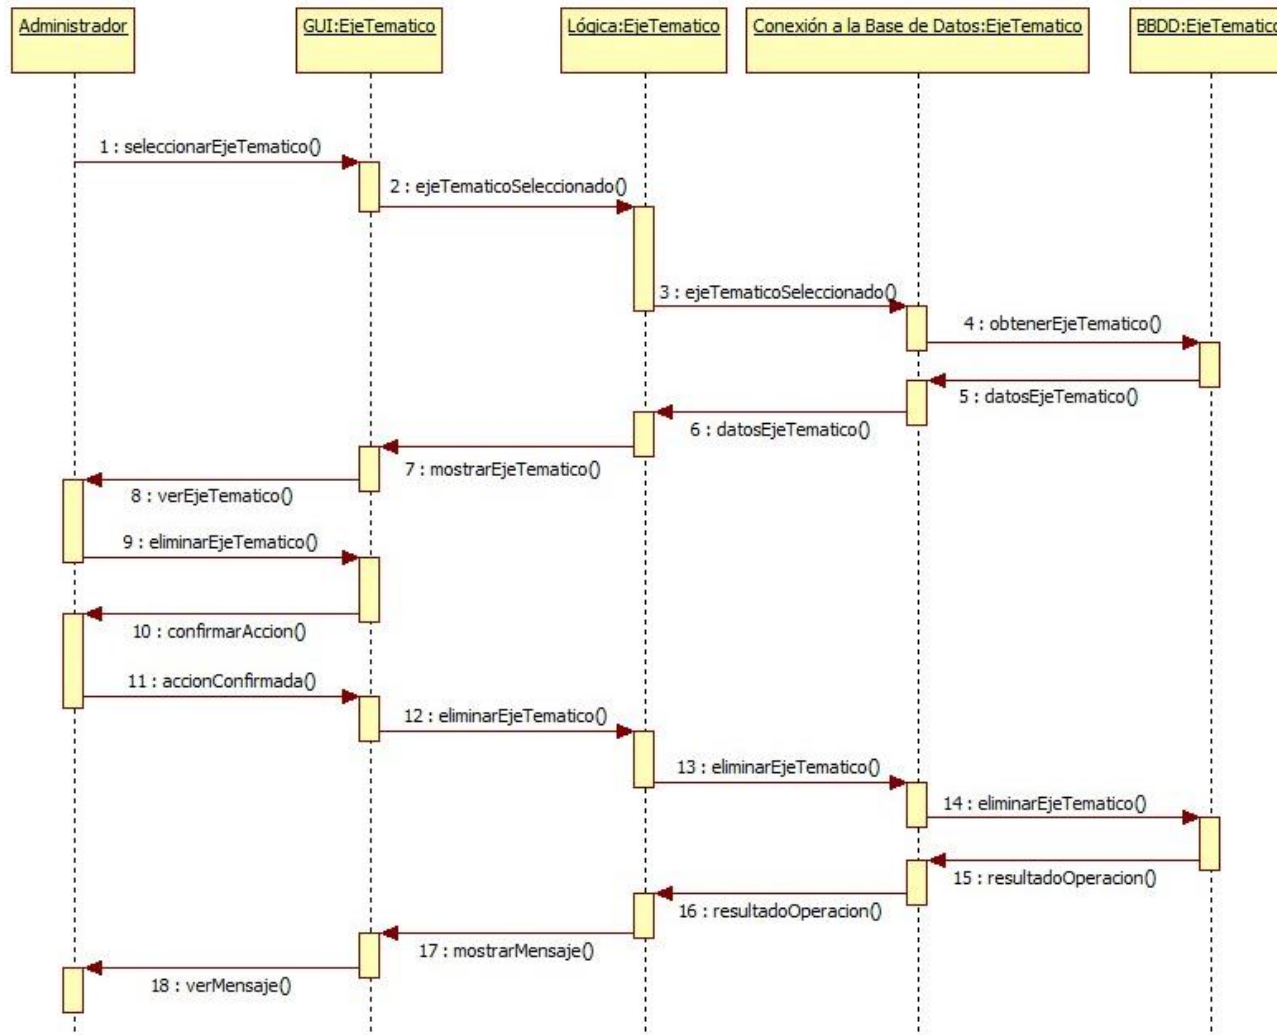 Administrador
GUI:EjeTematico
Lógica:EjeTematico
Conexión a la Base de Datos:EjeTematico
BBDD:EjeTematico
1 : seleccionarEjeTematico()
2 : ejeTematicoSeleccionado()
3 : ejeTematicoSeleccionado()
4 : obtenerEjeTematico()
5 : datosEjeTematico()
6 : datosEjeTematico()
7 : mostrarEjeTematico()
8 : verEjeTematico()
9 : eliminarEjeTematico()
10 : confirmarAccion()
11 : accionConfirmada()
12 : eliminarEjeTematico()
13 : eliminarEjeTematico()
14 : eliminarEjeTematico()
15 : resultadoOperacion()
16 : resultadoOperacion()
17 : mostrarMensaje()
18 : verMensaje()